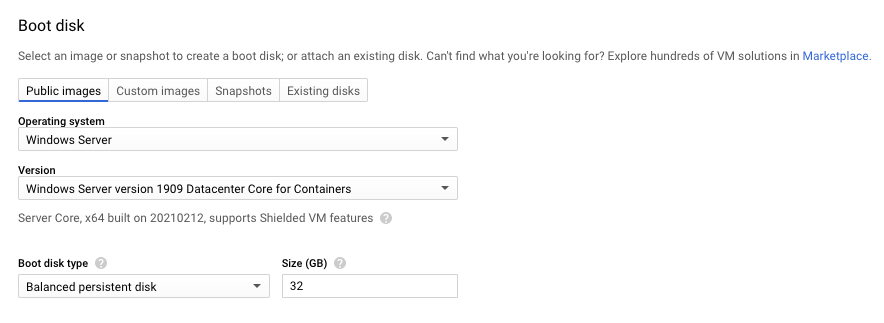 Boot disk
Select an image or snapshot to create a boot disk; or attach an existing disk. Can't find what you're looking for? Explore hundreds of VM solutions in Marketplace.
Public images Custom images Snapshots Existing disks
Operating system
Windows Server
Version
Windows Server version 1909 Datacenter Core for Containers
Server Core, x64 built on 20210212, supports Shielded VM features ?
Boot disk type ? Size (GB) ?
Balanced persistent disk 32